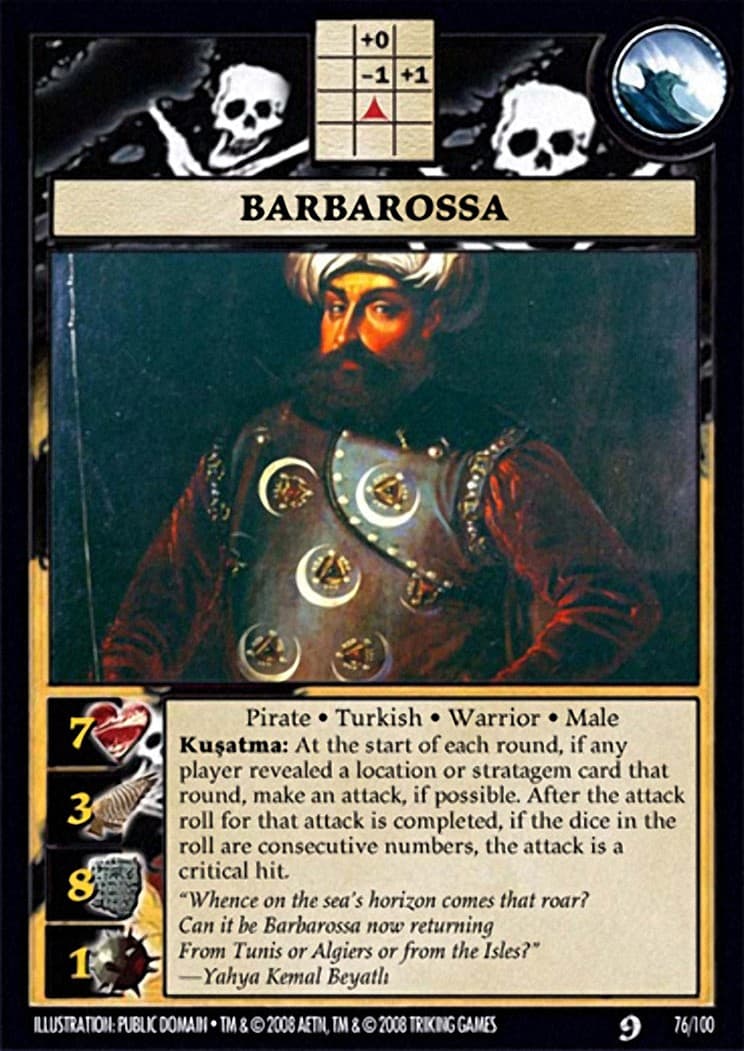 +0
−1 +1
BARBAROSSA
Pirate • Turkish • Warrior • Male
Kuşatma: At the start of each round, if any
player revealed a location or stratagem card that
round, make an attack, if possible. After the attack
roll for that attack is completed, if the dice in the
roll are consecutive numbers, the attack is a
critical hit.
“Whence on the sea’s horizon comes that roar?
Can it be Barbarossa now returning
From Tunis or Algiers or from the Isles?”
—Yahya Kemal Beyatlı
7
3
8
1
ILLUSTRATION: PUBLIC DOMAIN • TM & © 2008 AETN, TM & © 2008 TRIKING GAMES 9 76/100